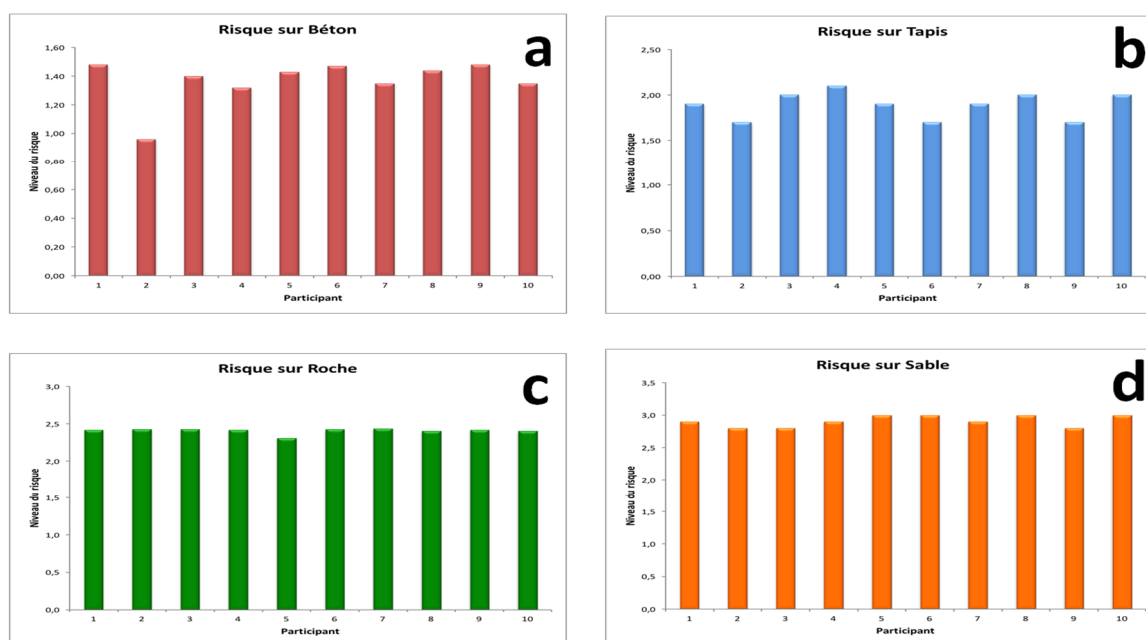 Risque sur Béton
a
1,60
1,40
1,20
1,00
0,80
0,60
0,40
0,20
0,00
Niveau du risque
1 2 3 4 5 6 7 8 9 10
Participant
Risque sur Tapis
b
2,50
2,00
1,50
1,00
0,50
0,00
Niveau du risque
1 2 3 4 5 6 7 8 9 10
Participant
Risque sur Roche
c
3,0
2,5
2,0
1,5
1,0
0,5
0,0
Niveau du risque
1 2 3 4 5 6 7 8 9 10
Participant
Risque sur Sable
d
3,5
3,0
2,5
2,0
1,5
1,0
0,5
0,0
Niveau du risque
1 2 3 4 5 6 7 8 9 10
Participant